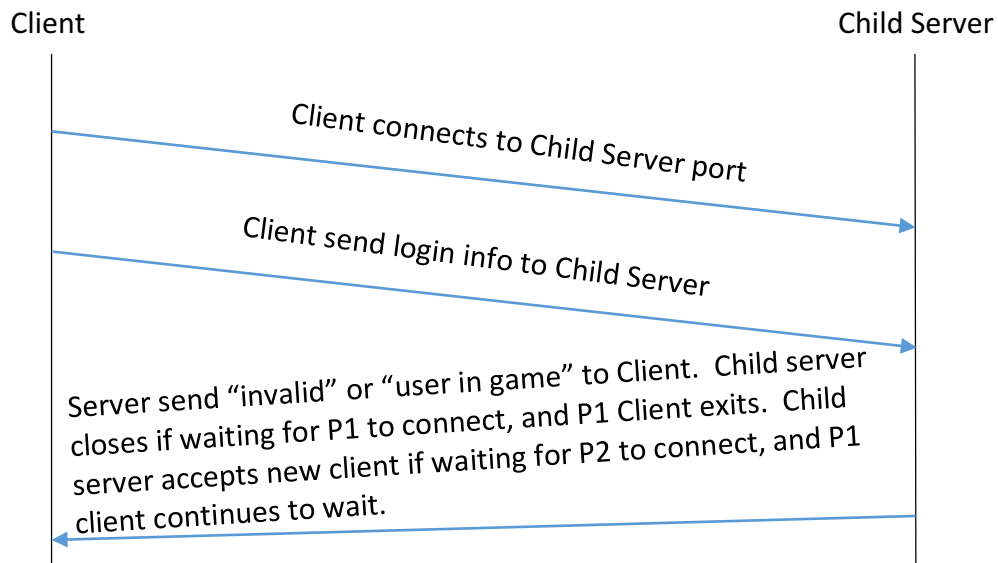 Client
Child Server
Client connects to Child Server port
Client send login info to Child Server
Server send “invalid” or “user in game” to Client.  Child server
closes if waiting for P1 to connect, and P1 Client exits.  Child
server accepts new client if waiting for P2 to connect, and P1
client continues to wait.